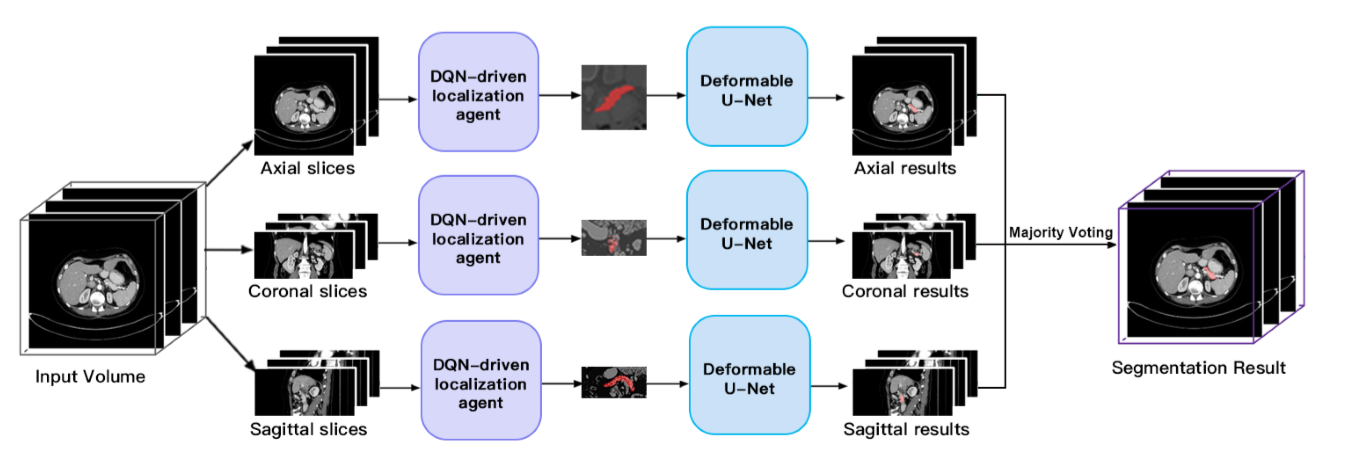 DQN–driven
localization
agent
Deformable
U–Net
Axial slices
Axial results
DQN–driven
localization
agent
Deformable
U–Net
Majority Voting
Coronal slices
Coronal results
Input Volume
Segmentation Result
DQN–driven
localization
agent
Deformable
U–Net
Sagittal slices
Sagittal results